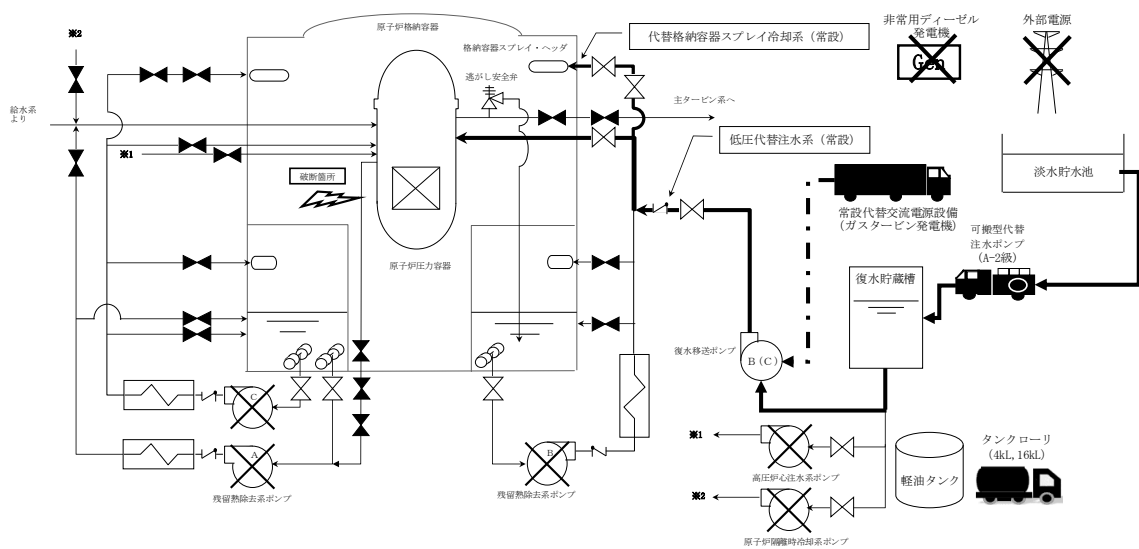 原子炉格納容器
非常用ディーゼル
発電機
Gen
外部電源
※2
格納容器スプレイ・ヘッダ
代替格納容器スプレイ冷却系（常設）
逃がし安全弁
給水系
より
主タービン系へ
※1
低圧代替注水系（常設）
破断箇所
淡水貯水池
常設代替交流電源設備
(ガスタービン発電機)
可搬型代替
注水ポンプ
(A-2級)
原子炉圧力容器
復水貯蔵槽
復水移送ポンプ
B(C)
C
A
B
残留熱除去系ポンプ
残留熱除去系ポンプ
※1
高圧炉心注水系ポンプ
※2
原子炉隔離時冷却系ポンプ
軽油タンク
タンクローリ
(4kL, 16kL)